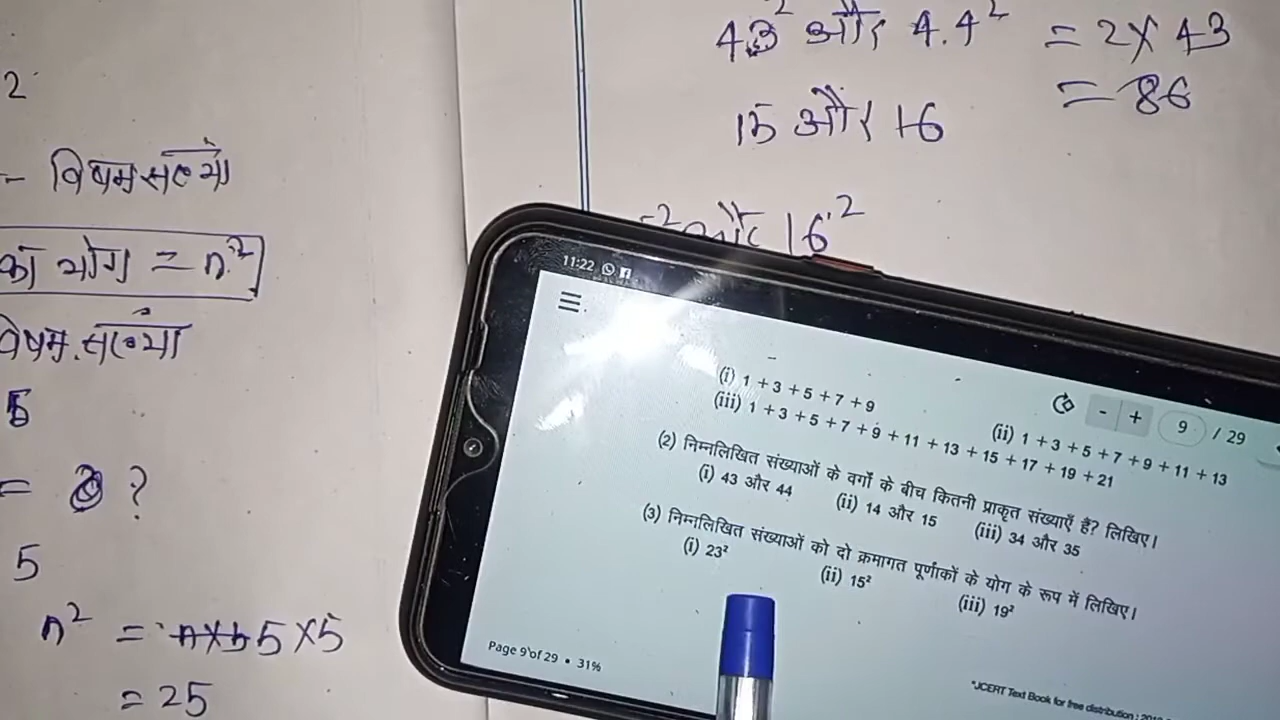 2
- विषम संख्या
का योग = n²
विषम संख्या
5
= ?
5
n² = 5×5
= 25
43² और 44² = 2× 43
= 86
15 और 16
² और 16²
11:22
(i) 1 + 3 + 5 + 7 + 9
(ii) 1 + 3 + 5 + 7 + 9 + 11 + 13
(iii) 1 + 3 + 5 + 7 + 9 + 11 + 13 + 15 + 17 + 19 + 21
- + 9 / 29
(2) निम्नलिखित संख्याओं के वर्गों के बीच कितनी प्राकृत संख्याएँ हैं? लिखिए।
(i) 43 और 44 (ii) 14 और 15 (iii) 34 और 35
(3) निम्नलिखित संख्याओं को दो क्रमागत पूर्णांकों के योग के रूप में लिखिए।
(i) 23² (ii) 15² (iii) 19²
Page 9 of 29 • 31%
*JCERT Text Book for free distribution :